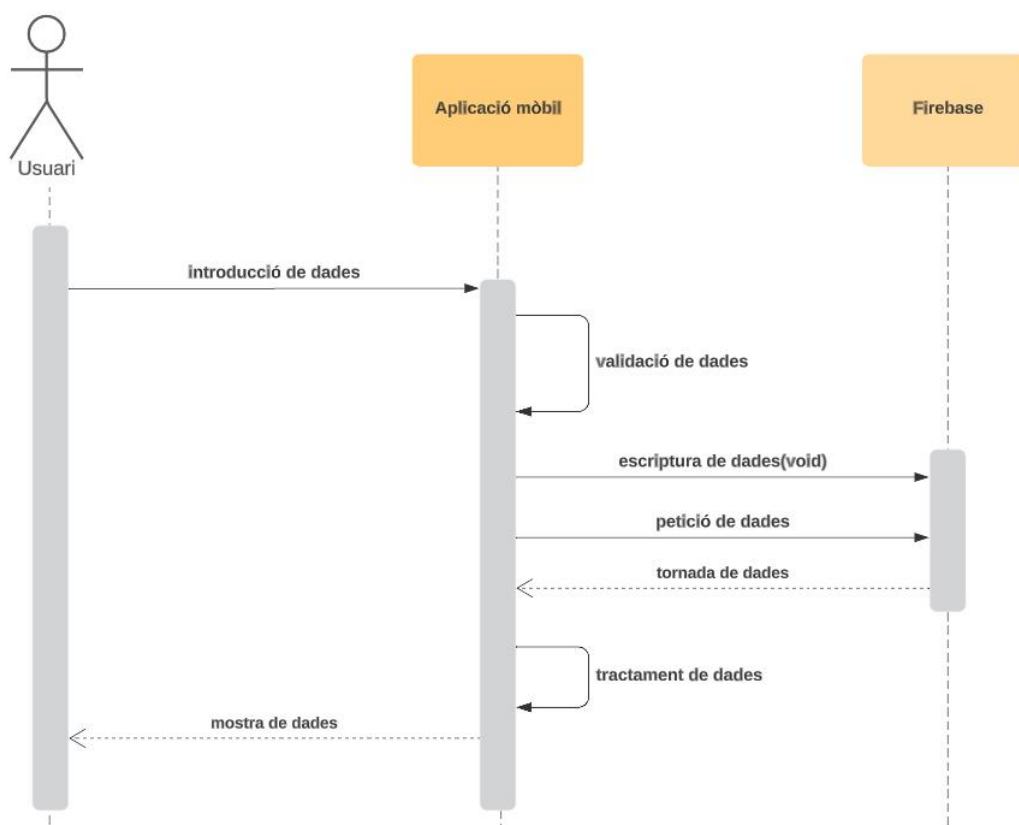 Usuari
Aplicació mòbil
Firebase
introducció de dades
validació de dades
escriptura de dades(void)
petició de dades
tornada de dades
tractament de dades
mostra de dades